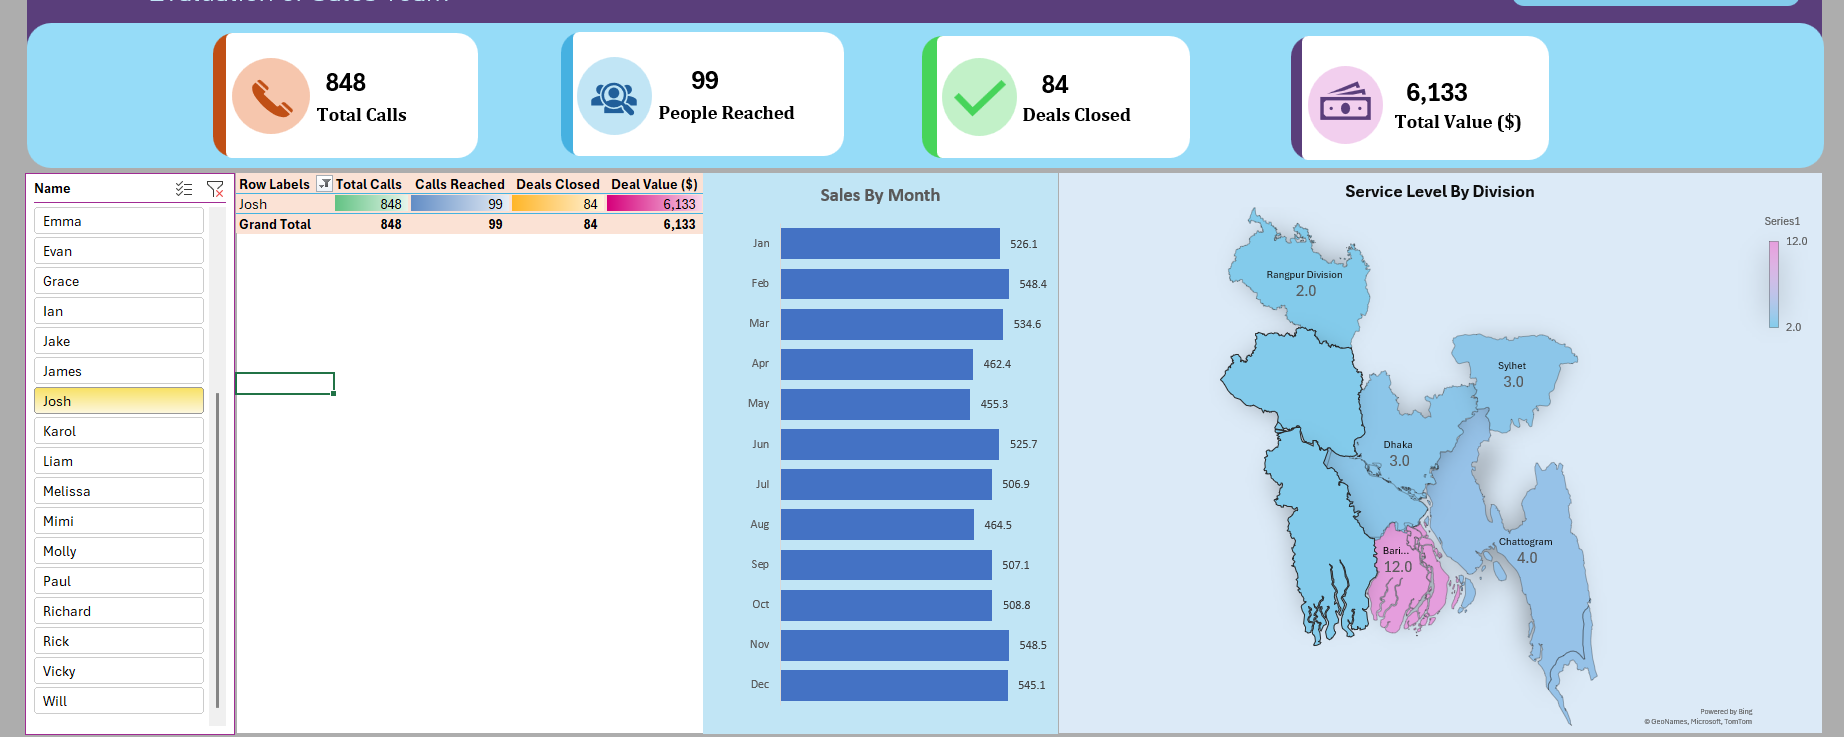 848
Total Calls
99
People Reached
84
Deals Closed
6,133
Total Value ($)
Name
Emma
Evan
Grace
Ian
Jake
James
Josh
Karol
Liam
Melissa
Mimi
Molly
Paul
Richard
Rick
Vicky
Will
Row Labels Total Calls Calls Reached Deals Closed Deal Value ($)
Josh 848 99 84 6,133
Grand Total 848 99 84 6,133
Sales By Month
Jan 526.1
Feb 548.4
Mar 534.6
Apr 462.4
May 455.3
Jun 525.7
Jul 506.9
Aug 464.5
Sep 507.1
Oct 508.8
Nov 548.5
Dec 545.1
Service Level By Division
Series1
12.0
2.0
Rangpur Division
2.0
Sylhet
3.0
Dhaka
3.0
Chattogram
4.0
Bari...
12.0
Powered by Bing
© GeoNames, Microsoft, TomTom